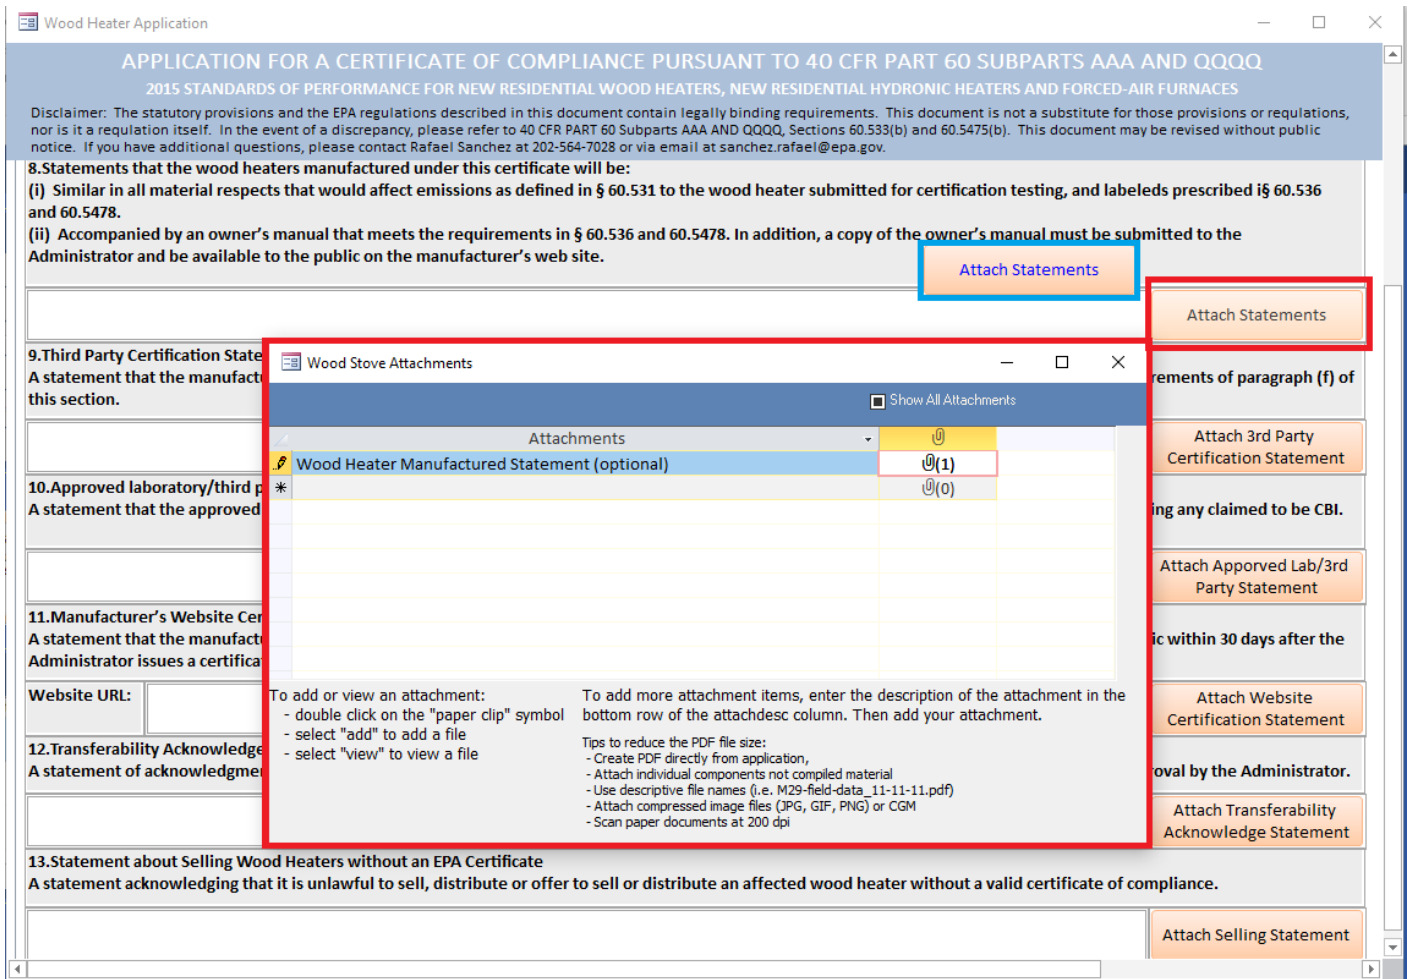 Wood Heater Application
APPLICATION FOR A CERTIFICATE OF COMPLIANCE PURSUANT TO 40 CFR PART 60 SUBPARTS AAA AND QQQQ
2015 STANDARDS OF PERFORMANCE FOR NEW RESIDENTIAL WOOD HEATERS, NEW RESIDENTIAL HYDRONIC HEATERS AND FORCED-AIR FURNACES
Disclaimer: The statutory provisions and the EPA regulations described in this document contain legally binding requirements. This document is not a substitute for those provisions or requlations,
nor is it a requlation itself. In the event of a discrepancy, please refer to 40 CFR PART 60 Subparts AAA AND QQQQ, Sections 60.533(b) and 60.5475(b). This document may be revised without public
notice. If you have additional questions, please contact Rafael Sanchez at 202-564-7028 or via email at sanchez.rafael@epa.gov.
8.Statements that the wood heaters manufactured under this certificate will be:
(i) Similar in all material respects that would affect emissions as defined in § 60.531 to the wood heater submitted for certification testing, and labeleds prescribed i§ 60.536
and 60.5478.
(ii) Accompanied by an owner's manual that meets the requirements in § 60.536 and 60.5478. In addition, a copy of the owner's manual must be submitted to the
Administrator and be available to the public on the manufacturer's web site.
Attach Statements
Attach Statements
9.Third Party Certification State
A statement that the manufact
rements of paragraph (f) of
this section.
Attach 3rd Party
Certification Statement
10.Approved laboratory/third p
A statement that the approved
ing any claimed to be CBI.
Attach Apporved Lab/3rd
Party Statement
11.Manufacturer's Website Cer
A statement that the manufact
ic within 30 days after the
Administrator issues a certifica
Website URL:
Attach Website
Certification Statement
12.Transferability Acknowledge
A statement of acknowledgme
roval by the Administrator.
Attach Transferability
Acknowledge Statement
Wood Stove Attachments
Show All Attachments
Attachments
Wood Heater Manufactured Statement (optional)
(1)
(0)
To add or view an attachment:
- double click on the "paper clip" symbol
- select "add" to add a file
- select "view" to view a file
To add more attachment items, enter the description of the attachment in the
bottom row of the attachdesc column. Then add your attachment.
Tips to reduce the PDF file size:
- Create PDF directly from application,
- Attach individual components not compiled material
- Use descriptive file names (i.e. M29-field-data_11-11-11.pdf)
- Attach compressed image files (JPG, GIF, PNG) or CGM
- Scan paper documents at 200 dpi
13.Statement about Selling Wood Heaters without an EPA Certificate
A statement acknowledging that it is unlawful to sell, distribute or offer to sell or distribute an affected wood heater without a valid certificate of compliance.
Attach Selling Statement